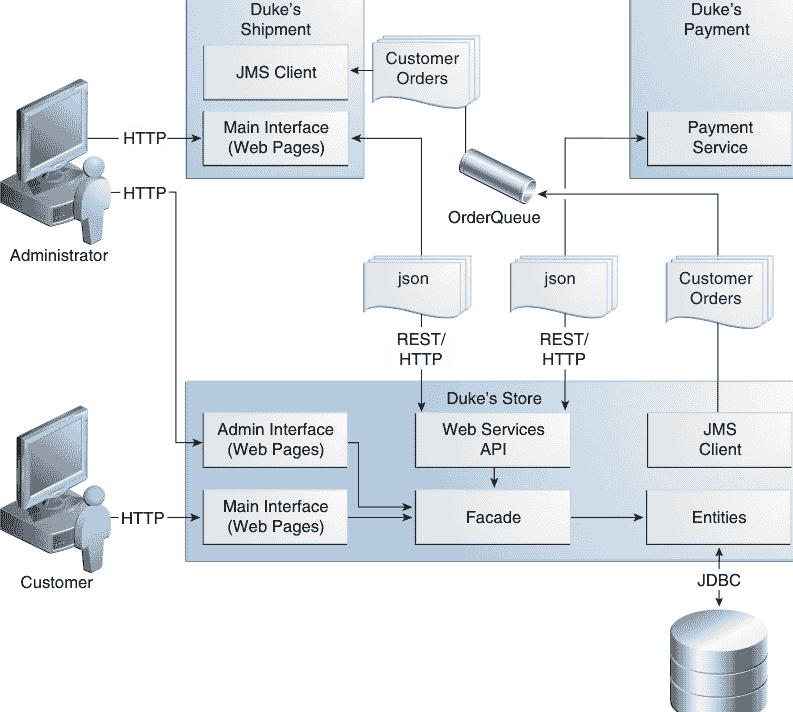 Duke's
Shipment
Duke's
Payment
JMS Client
Customer
Orders
HTTP
Main Interface
(Web Pages)
Payment
Service
HTTP
OrderQueue
Administrator
json
json
Customer
Orders
REST/
HTTP
REST/
HTTP
Duke's Store
Admin Interface
(Web Pages)
Web Services
API
JMS
Client
HTTP
Main Interface
(Web Pages)
Facade
Entities
Customer
JDBC